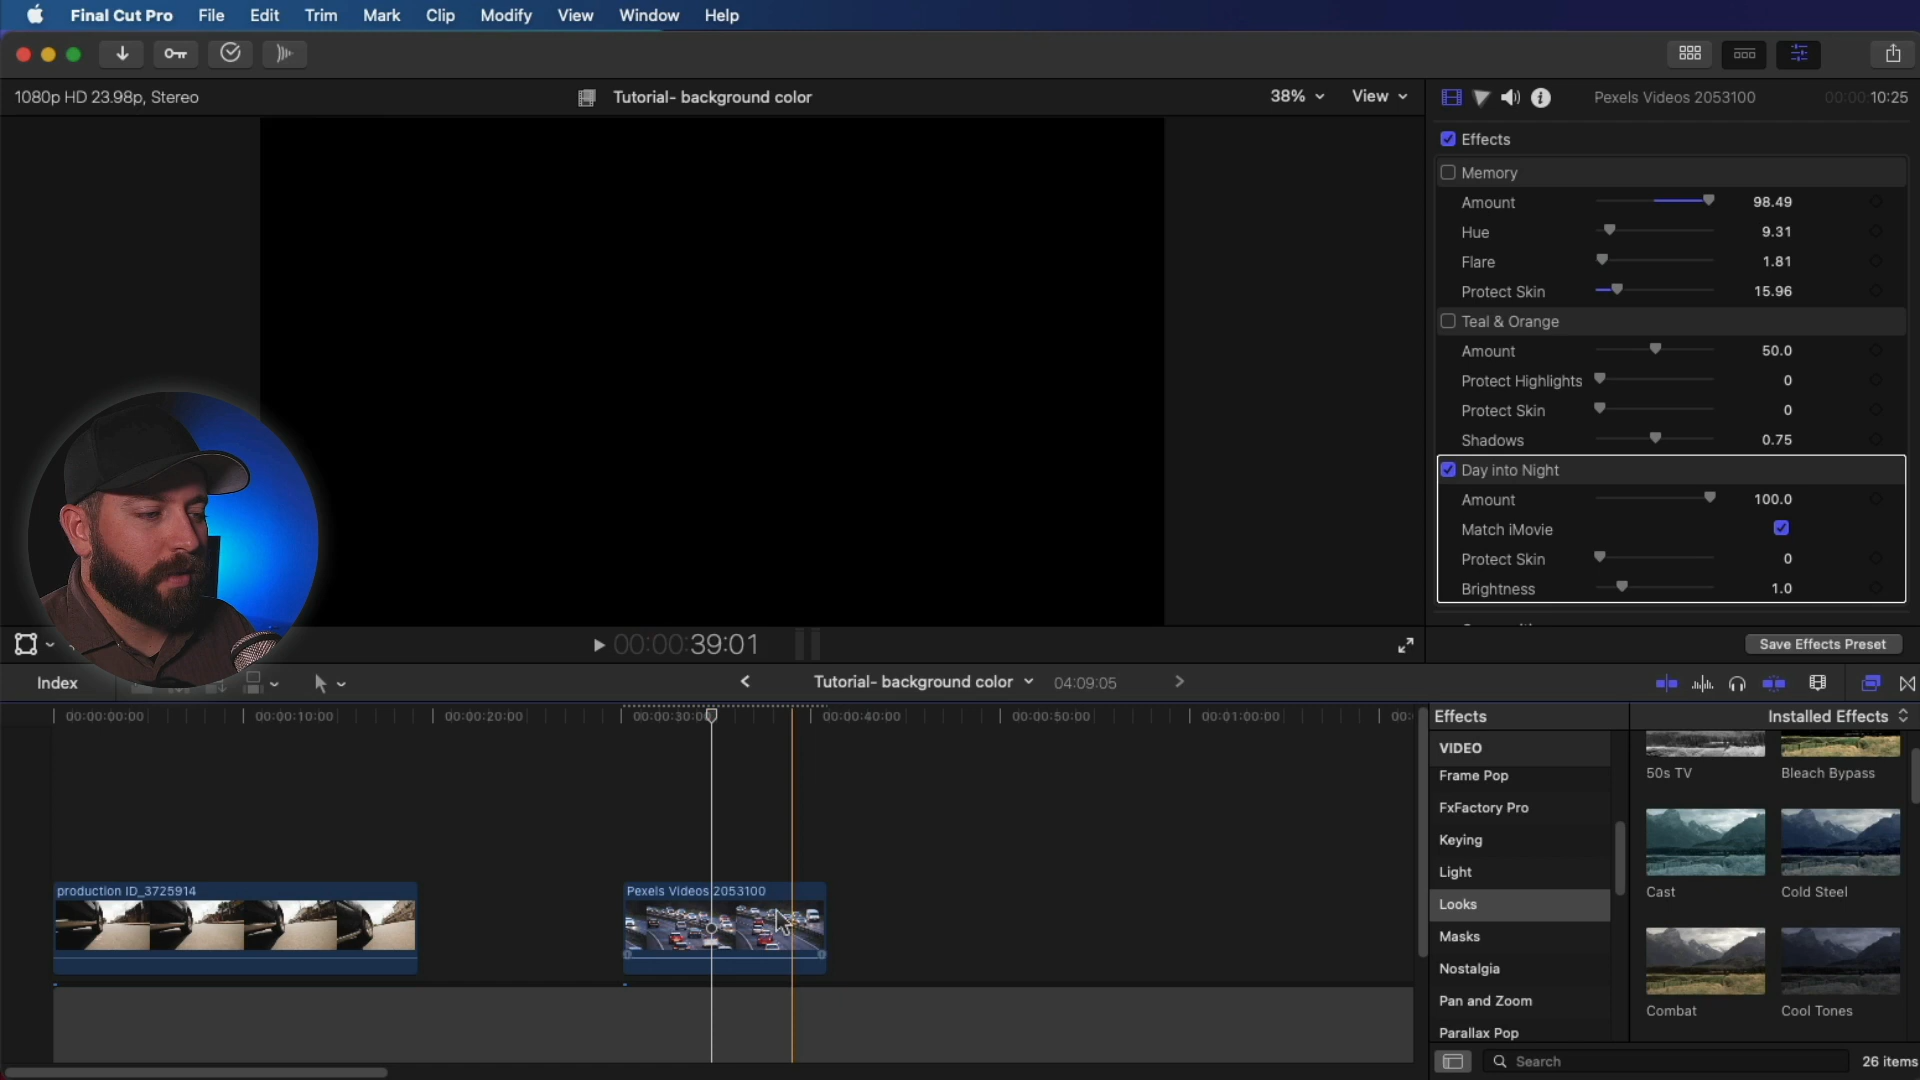 Final Cut Pro File Edit Trim Mark Clip Modify View Window Help
1080p HD 23.98p, Stereo
Tutorial- background color
38%
View
Pexels Videos 2053100
00:00:10:25
Effects
Memory
Amount 98.49
Hue 9.31
Flare 1.81
Protect Skin 15.96
Teal & Orange
Amount 50.0
Protect Highlights 0
Protect Skin 0
Shadows 0.75
Day into Night
Amount 100.0
Match iMovie
Protect Skin 0
Brightness 1.0
00:00:39:01
Save Effects Preset
Index
Tutorial- background color
04:09:05
00:00:00:00 00:00:10:00 00:00:20:00 00:00:30:00 00:00:40:00 00:00:50:00 00:01:00:00 00:
production ID_3725914
Pexels Videos 2053100
Effects
Installed Effects
VIDEO
Frame Pop
FxFactory Pro
Keying
Light
Looks
Masks
Nostalgia
Pan and Zoom
Parallax Pop
50s TV
Bleach Bypass
Cast
Cold Steel
Combat
Cool Tones
Search
26 items